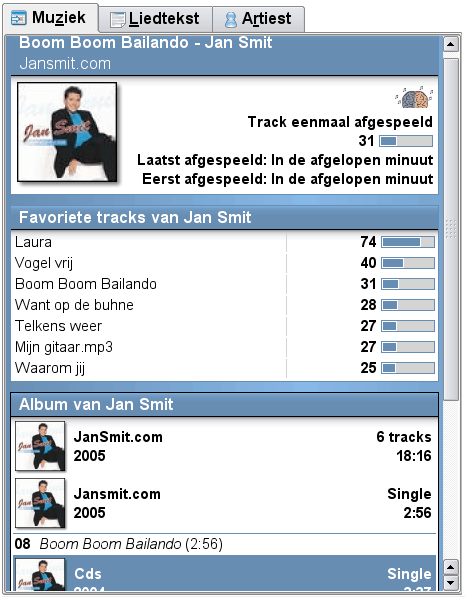 Muziek Liedtekst Artiest
Boom Boom Bailando - Jan Smit
Jansmit.com
Jan Smit
Track eenmaal afgespeeld
31
Laatst afgespeeld: In de afgelopen minuut
Eerst afgespeeld: In de afgelopen minuut
Favoriete tracks van Jan Smit
Laura 74
Vogel vrij 40
Boom Boom Bailando 31
Want op de buhne 28
Telkens weer 27
Mijn gitaar.mp3 27
Waarom jij 25
Album van Jan Smit
JanSmit.com 6 tracks
2005 18:16
Jansmit.com Single
2005 2:56
08 Boom Boom Bailando (2:56)
Cds Single
2004 3:27